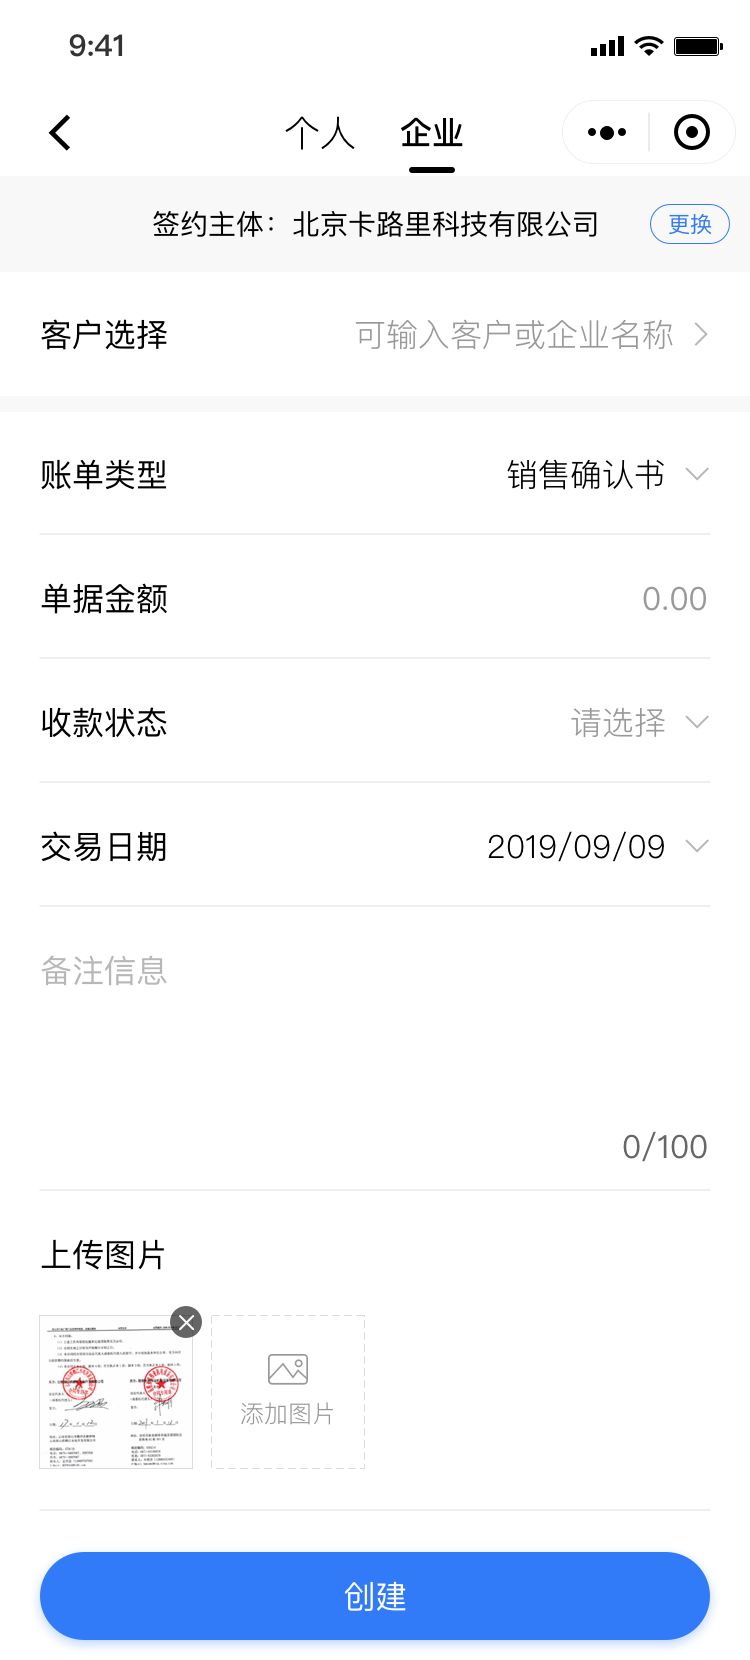 9:41
个人 企业
签约主体：北京卡路里科技有限公司 更换
客户选择 可输入客户或企业名称
账单类型 销售确认书
单据金额 0.00
收款状态 请选择
交易日期 2019/09/09
备注信息
0/100
上传图片
添加图片
创建